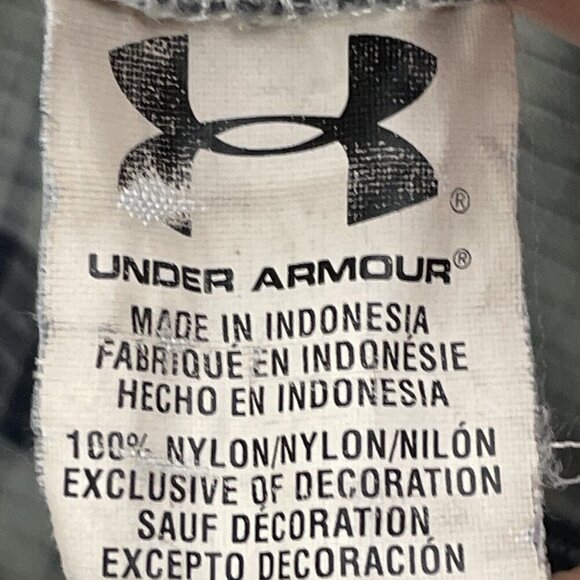 ®
UNDER ARMOUR®
MADE IN INDONESIA
FABRIQUÉ EN INDONÉSIE
HECHO EN INDONESIA
100% NYLON/NYLON/NILÓN
EXCLUSIVE OF DECORATION
SAUF DÉCORATION
EXCEPTO DECORACIÓN